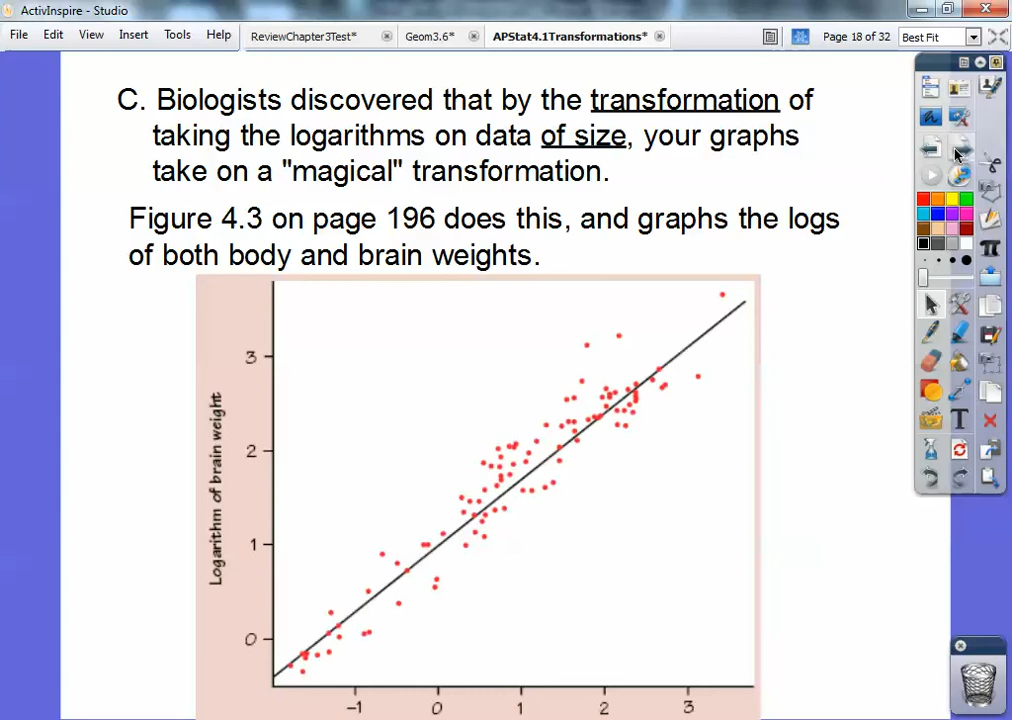 ActivInspire - Studio
File Edit View Insert Tools Help
ReviewChapter3Test*
Geom3.6*
APStat4.1Transformations*
Page 18 of 32
Best Fit
C. Biologists discovered that by the transformation of
taking the logarithms on data of size, your graphs
take on a "magical" transformation.
Figure 4.3 on page 196 does this, and graphs the logs
of both body and brain weights.
Logarithm of brain weight
3
2
1
0
-1 0 1 2 3